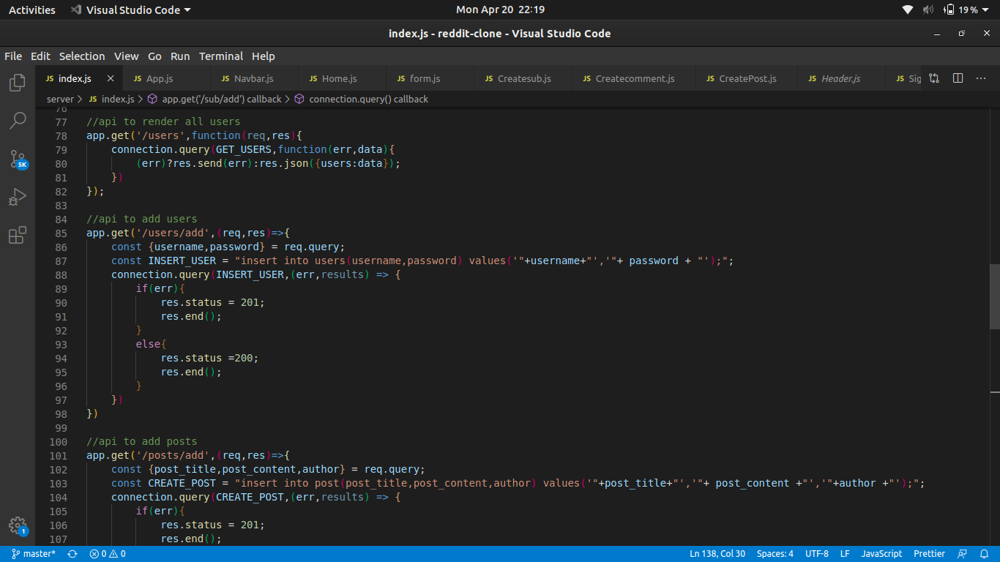 Activities Visual Studio Code Mon Apr 20 22:19 19%
index.js - reddit-clone - Visual Studio Code
File Edit Selection View Go Run Terminal Help
JS index.js JS App.js JS Navbar.js JS Home.js JS form.js JS Createsub.js JS Createcomment.js JS CreatePost.js JS Header.js JS Sig
server > JS index.js > app.get('/sub/add') callback > connection.query() callback
76
77 //api to render all users
78 app.get('/users',function(req,res){
79     connection.query(GET_USERS,function(err,data){
80         (err)?res.send(err):res.json({users:data});
81     })
82 });
83
84 //api to add users
85 app.get('/users/add',(req,res)=>{
86     const {username,password} = req.query;
87     const INSERT_USER = "insert into users(username,password) values('"+username+"','"+ password + "');";
88     connection.query(INSERT_USER,(err,results) => {
89         if(err){
90             res.status = 201;
91             res.end();
92         }
93         else{
94             res.status =200;
95             res.end();
96         }
97     })
98 })
99
100 //api to add posts
101 app.get('/posts/add',(req,res)=>{
102     const {post_title,post_content,author} = req.query;
103     const CREATE_POST = "insert into post(post_title,post_content,author) values('"+post_title+"','"+ post_content +"','"+author +"');";
104     connection.query(CREATE_POST,(err,results) => {
105         if(err){
106             res.status = 201;
107             res.end();
5K
1
master* 0 0 Ln 138, Col 30 Spaces: 4 UTF-8 LF JavaScript Prettier